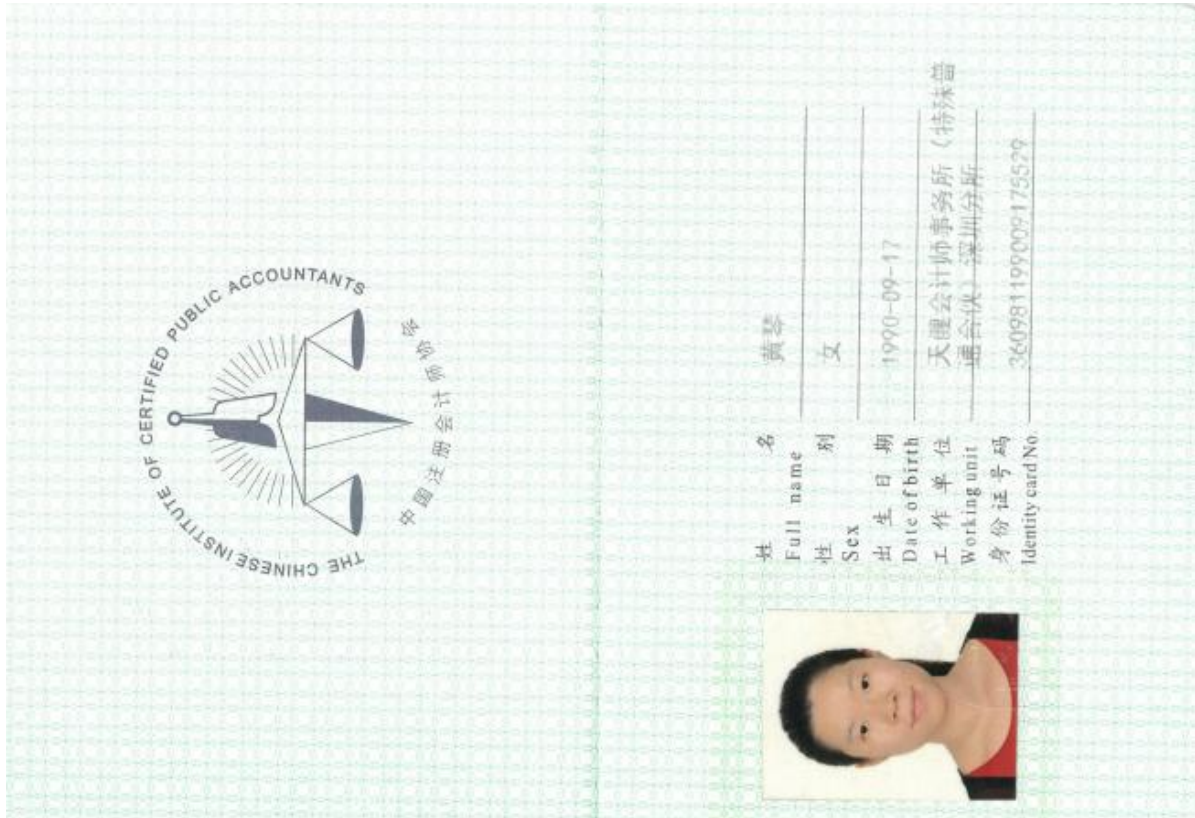 THE CHINESE INSTITUTE OF CERTIFIED PUBLIC ACCOUNTANTS
中国注册会计师协会
姓 名 黄琴
Full name
性 别 女
Sex
出 生 日 期 1990-09-17
Date of birth
工 作 单 位 天健会计师事务所（特殊普
Working unit 通合伙）深圳分所
身 份 证 号 码 360981199009175529
Identity card No.